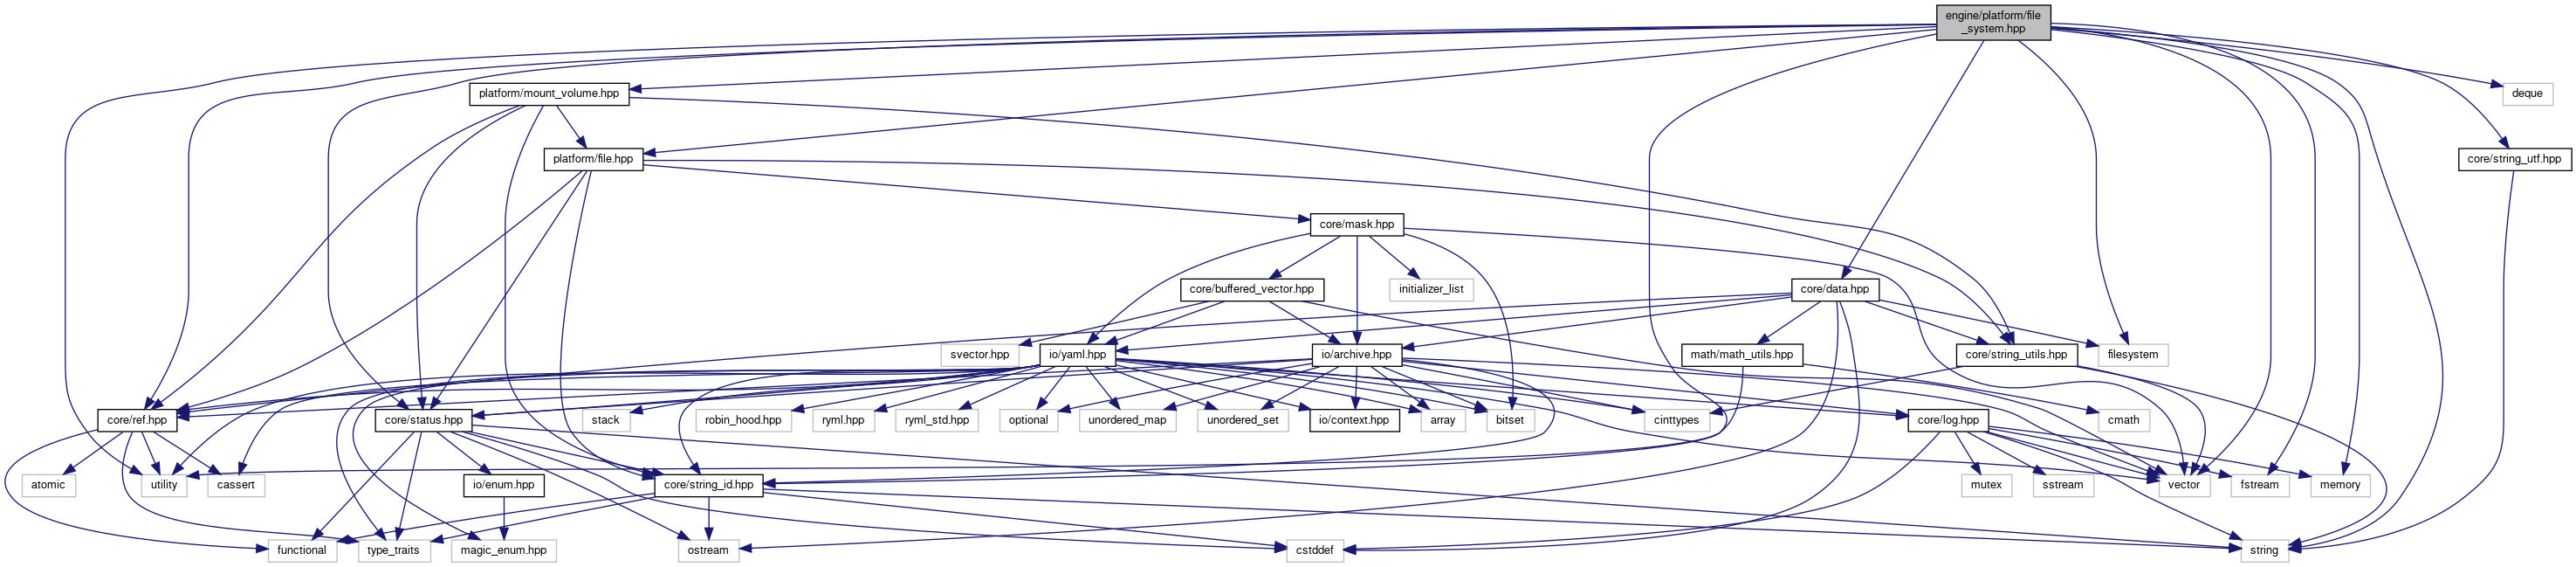 engine/platform/file
_system.hpp
platform/mount_volume.hpp
deque
platform/file.hpp
core/string_utf.hpp
core/mask.hpp
core/buffered_vector.hpp
initializer_list
core/data.hpp
svector.hpp
io/yaml.hpp
io/archive.hpp
math/math_utils.hpp
core/string_utils.hpp
filesystem
core/ref.hpp
core/status.hpp
stack
robin_hood.hpp
ryml.hpp
ryml_std.hpp
optional
unordered_map
unordered_set
io/context.hpp
array
bitset
cinttypes
core/log.hpp
cmath
atomic
utility
cassert
io/enum.hpp
core/string_id.hpp
mutex
sstream
vector
fstream
memory
functional
type_traits
magic_enum.hpp
ostream
cstddef
string